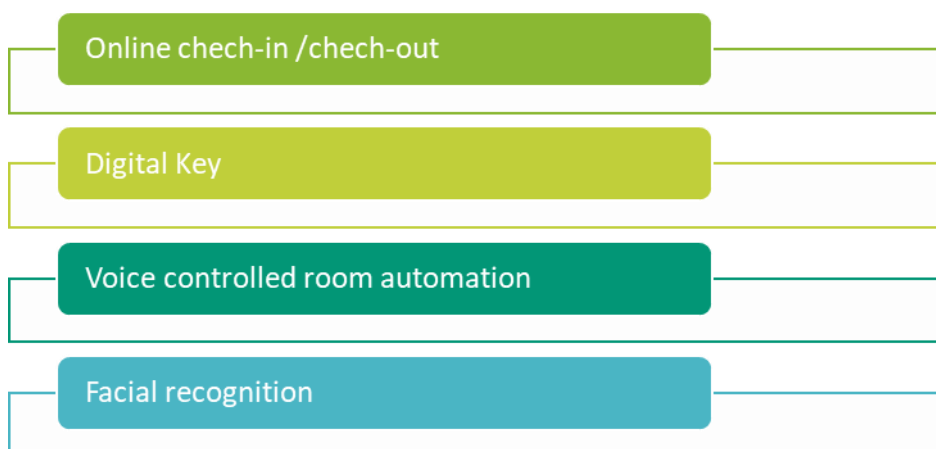 Online chech-in /chech-out
Digital Key
Voice controlled room automation
Facial recognition